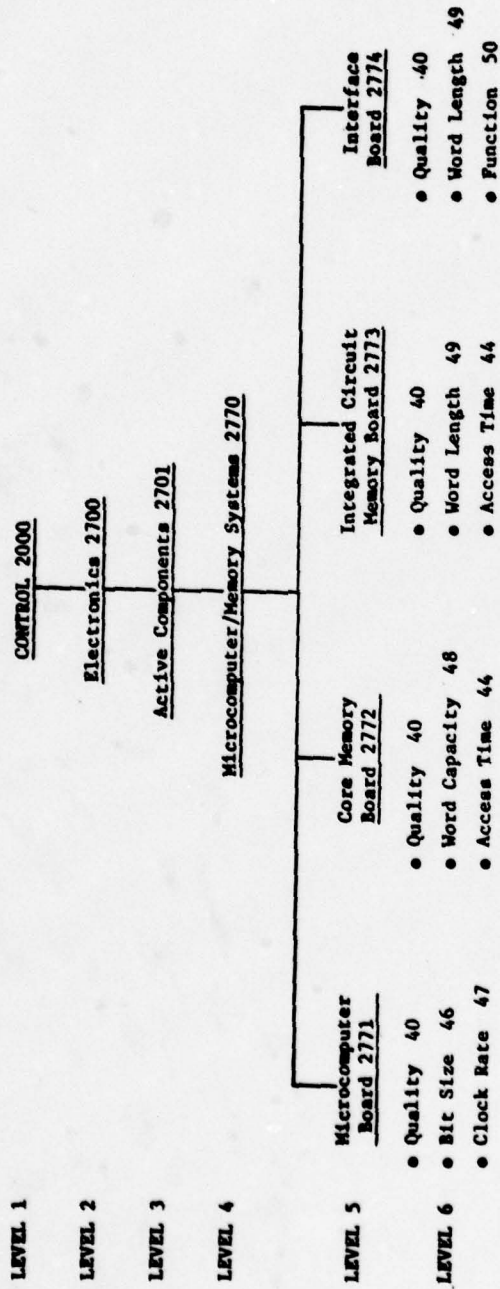 LEVEL 1 CONTROL 2000
LEVEL 2 Electronics 2700
LEVEL 3 Active Components 2701
LEVEL 4 Microcomputer/Memory Systems 2770
LEVEL 5
Microcomputer
Board 2771
Core Memory
Board 2772
Integrated Circuit
Memory Board 2773
Interface
Board 2774
LEVEL 6
• Quality 40
• Bit Size 46
• Clock Rate 47
• Quality 40
• Word Capacity 48
• Access Time 44
• Quality 40
• Word Length 49
• Access Time 44
• Quality 40
• Word Length 49
• Function 50